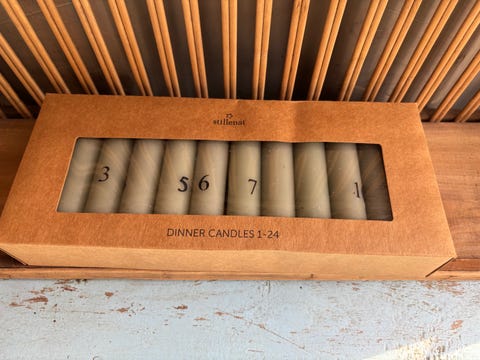 stillenat
3 5 6 7 1
DINNER CANDLES 1-24